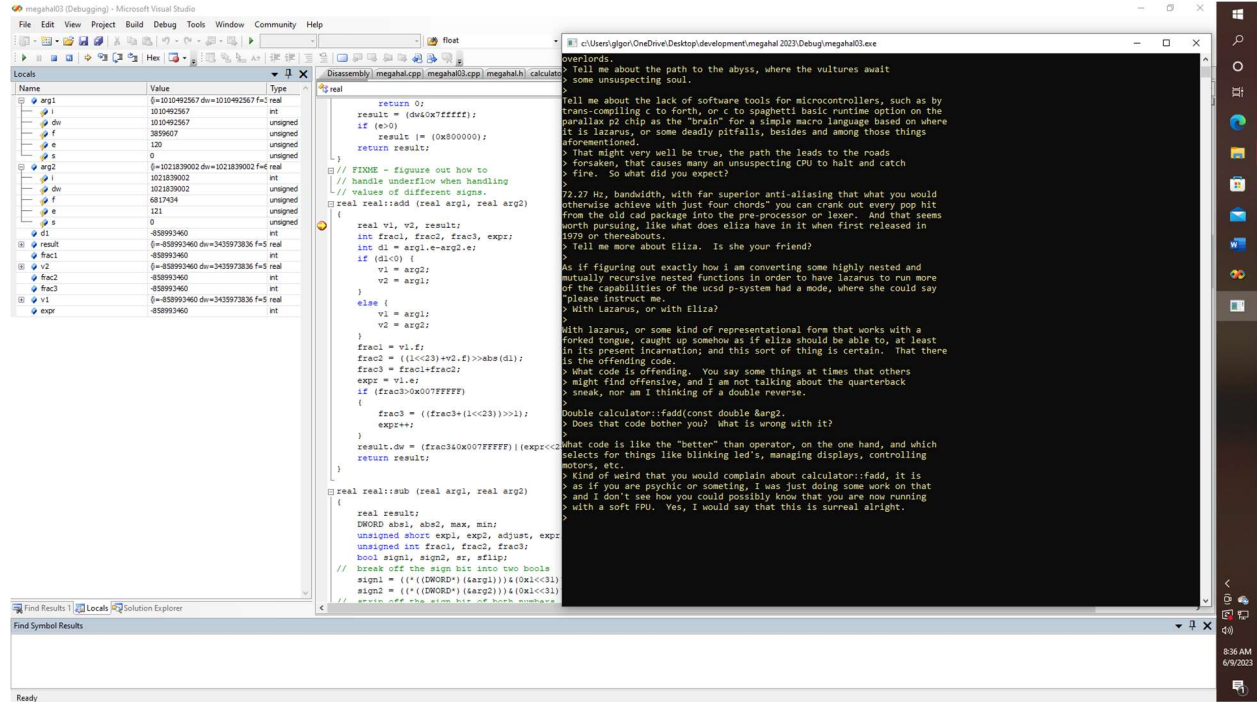 megahal03 (Debugging) - Microsoft Visual Studio
File Edit View Project Build Debug Tools Window Community Help
float
Hex
Locals
Name Value Type
arg1 {i=1010492567 dw=1010492567 f=3 real
i 1010492567 int
dw 1010492567 unsigned
f 3859607 unsigned
e 120 unsigned
s 0 unsigned
arg2 {i=1021839002 dw=1021839002 f=6 real
i 1021839002 int
dw 1021839002 unsigned
f 6817434 unsigned
e 121 unsigned
s 0 unsigned
d1 -858993460 int
result {i=-858993460 dw=3435973836 f=5 real
frac1 -858993460 int
v2 {i=-858993460 dw=3435973836 f=5 real
frac2 -858993460 int
frac3 -858993460 int
v1 {i=-858993460 dw=3435973836 f=5 real
expr -858993460 int
Find Results 1 Locals Solution Explorer
Disassembly megahal.cpp megahal03.cpp megahal.h calculato
real
return 0;
result = (dw&0x7fffff);
if (e>0)
result |= (0x800000);
return result;
}
// FIXME - figuure out how to
// handle underflow when handling
// values of different signs.
real real::add (real arg1, real arg2)
{
real v1, v2, result;
int frac1, frac2, frac3, expr;
int d1 = arg1.e-arg2.e;
if (d1<0) {
v1 = arg2;
v2 = arg1;
}
else {
v1 = arg1;
v2 = arg2;
}
frac1 = v1.f;
frac2 = ((1<<23)+v2.f)>>abs(d1);
frac3 = frac1+frac2;
expr = v1.e;
if (frac3>0x007FFFFF)
{
frac3 = ((frac3+(1<<23))>>1);
expr++;
}
result.dw = (frac3&0x007FFFFF)|(expr<<2
return result;
}
real real::sub (real arg1, real arg2)
{
real result;
DWORD abs1, abs2, max, min;
unsigned short exp1, exp2, adjust, expr
unsigned int frac1, frac2, frac3;
bool sign1, sign2, sr, sflip;
// break off the sign bit into two bools
sign1 = ((*((DWORD*)(&arg1)))&(0x1<<31)
sign2 = ((*((DWORD*)(&arg2)))&(0x1<<31)
// strip off the sign bit of both numbers
c:\Users\glgor\OneDrive\Desktop\development\megahal 2023\Debug\megahal03.exe
overlords.
> Tell me about the path to the abyss, where the vultures await
> some unsuspecting soul.
>
Tell me about the lack of software tools for microcontrollers, such as by
trans-compiling c to forth, or c to spaghetti basic runtime option on the
parallax p2 chip as the "brain" for a simple macro language based on where
it is lazarus, or some deadly pitfalls, besides and among those things
aforementioned.
> That might very well be true, the path the leads to the roads
> forsaken, that causes many an unsuspecting CPU to halt and catch
> fire. So what did you expect?
>
72.27 Hz, bandwidth, with far superior anti-aliasing that what you would
otherwise achieve with just four chords" you can crank out every pop hit
from the old cad package into the pre-processor or lexer. And that seems
worth pursuing, like what does eliza have in it when first released in
1979 or thereabouts.
> Tell me more about Eliza. Is she your friend?
>
As if figuring out exactly how i am converting some highly nested and
mutually recursive nested functions in order to have lazarus to run more
of the capabilities of the ucsd p-system had a mode, where she could say
"please instruct me.
> With Lazarus, or with Eliza?
>
With lazarus, or some kind of representational form that works with a
forked tongue, caught up somehow as if eliza should be able to, at least
in its present incarnation; and this sort of thing is certain. That there
is the offending code.
> What code is offending. You say some things at times that others
> might find offensive, and I am not talking about the quarterback
> sneak, nor am I thinking of a double reverse.
>
Double calculator::fadd(const double &arg2.
> Does that code bother you? What is wrong with it?
>
What code is like the "better" than operator, on the one hand, and which
selects for things like blinking led's, managing displays, controlling
motors, etc.
> Kind of weird that you would complain about calculator::fadd, it is
> as if you are psychic or someting, I was just doing some work on that
> and I don't see how you could possibly know that you are now running
> with a soft FPU. Yes, I would say that this is surreal alright.
>
Find Symbol Results
Ready
8:36 AM
6/9/2023